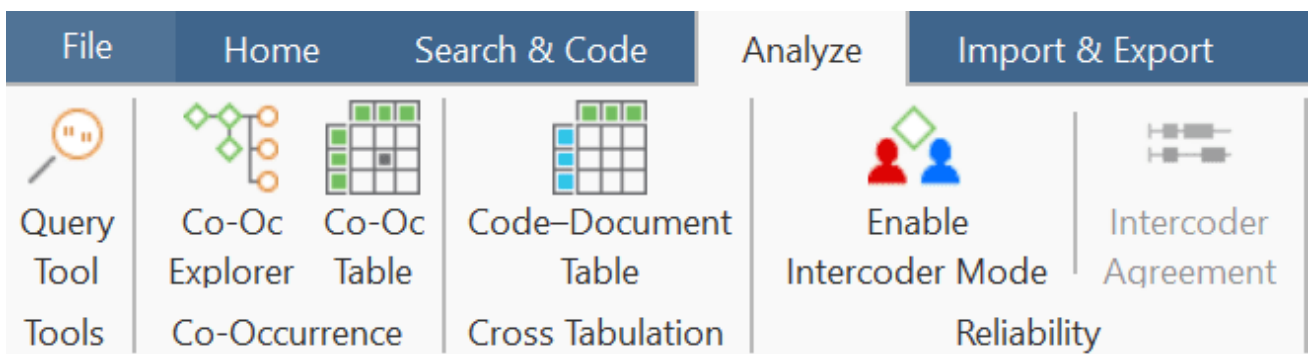 File Home Search & Code Analyze Import & Export
Query Tool
Co-Oc Explorer
Co-Oc Table
Code–Document Table
Enable Intercoder Mode
Intercoder Agreement
Tools Co-Occurrence Cross Tabulation Reliability